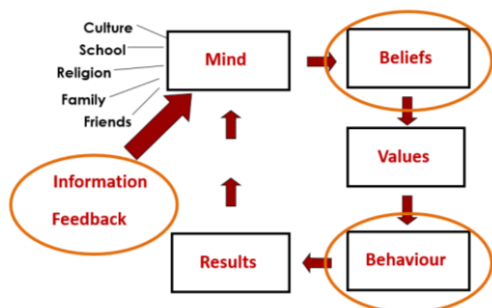 Culture
School
Religion
Family
Friends
Mind
Beliefs
Values
Information
Feedback
Results
Behaviour